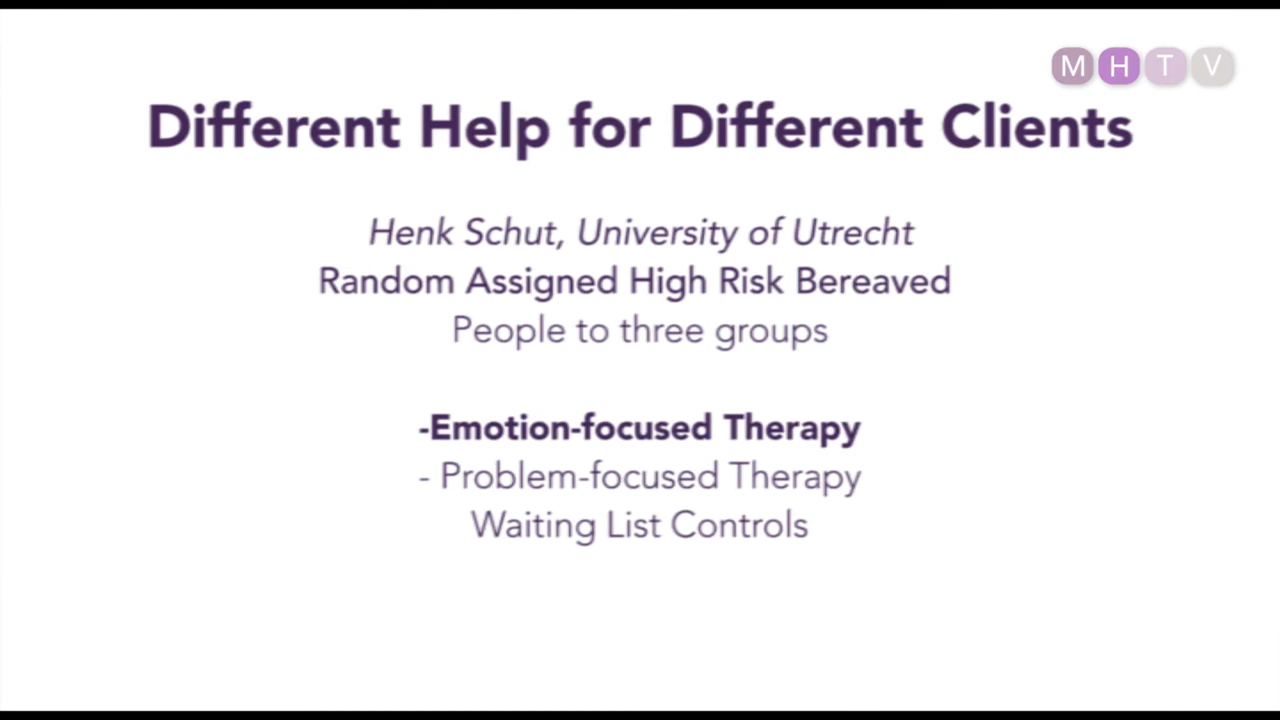 M H T V
Different Help for Different Clients
Henk Schut, University of Utrecht
Random Assigned High Risk Bereaved
People to three groups
-Emotion-focused Therapy
- Problem-focused Therapy
Waiting List Controls